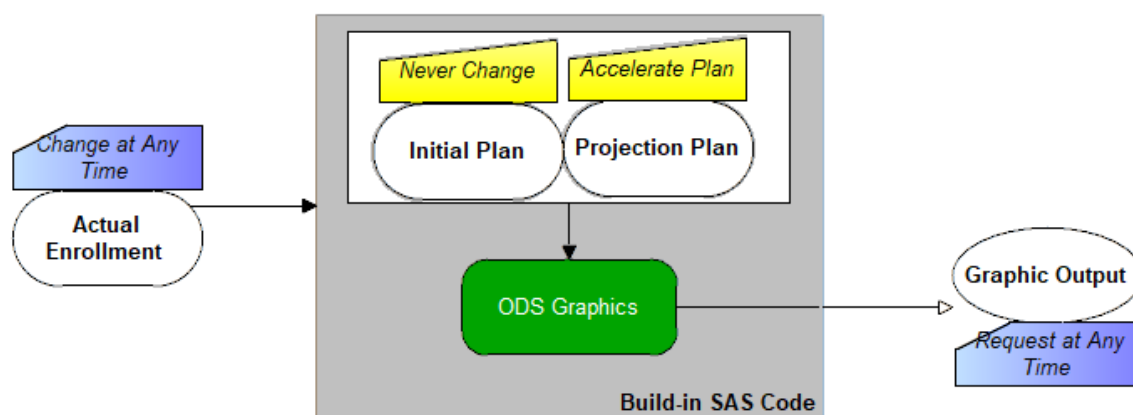 Never Change
Accelerate Plan
Initial Plan
Projection Plan
Change at Any
Time
Actual
Enrollment
ODS Graphics
Graphic Output
Request at Any
Time
Build-in SAS Code